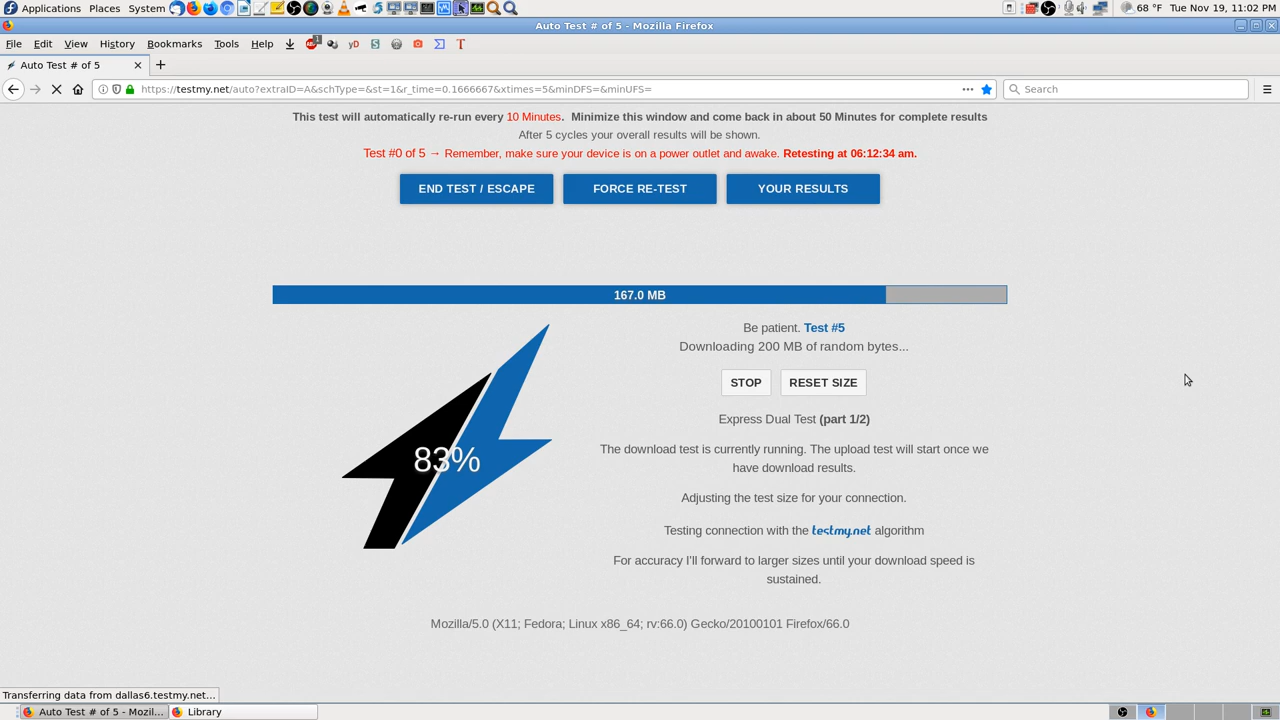 Applications Places System 68 °F Tue Nov 19, 11:02 PM
Auto Test # of 5 - Mozilla Firefox
File Edit View History Bookmarks Tools Help
Auto Test # of 5
https://testmy.net/auto?extraID=A&schType=&st=1&r_time=0.1666667&xtimes=5&minDFS=&minUFS= Search
This test will automatically re-run every 10 Minutes. Minimize this window and come back in about 50 Minutes for complete results
After 5 cycles your overall results will be shown.
Test #0 of 5 → Remember, make sure your device is on a power outlet and awake. Retesting at 06:12:34 am.
END TEST / ESCAPE FORCE RE-TEST YOUR RESULTS
167.0 MB
Be patient. Test #5
Downloading 200 MB of random bytes...
STOP RESET SIZE
Express Dual Test (part 1/2)
83%
The download test is currently running. The upload test will start once we
have download results.
Adjusting the test size for your connection.
Testing connection with the testmy.net algorithm
For accuracy I'll forward to larger sizes until your download speed is
sustained.
Mozilla/5.0 (X11; Fedora; Linux x86_64; rv:66.0) Gecko/20100101 Firefox/66.0
Transferring data from dallas6.testmy.net...
Auto Test # of 5 - Mozil... Library